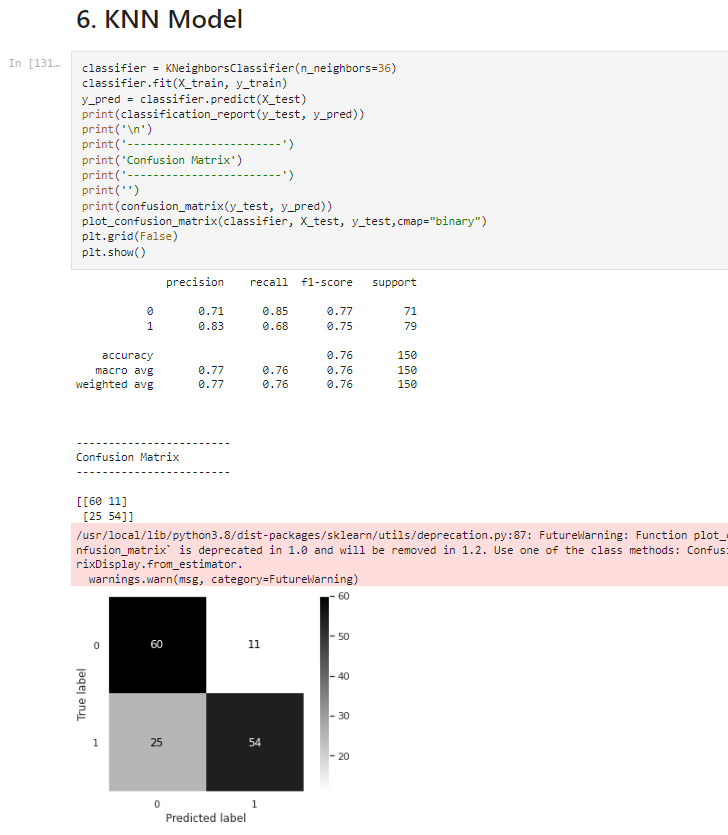 6. KNN Model
In [131…
classifier = KNeighborsClassifier(n_neighbors=36)
classifier.fit(X_train, y_train)
y_pred = classifier.predict(X_test)
print(classification_report(y_test, y_pred))
print('\n')
print('-----------------------')
print('Confusion Matrix')
print('-----------------------')
print('')
print(confusion_matrix(y_test, y_pred))
plot_confusion_matrix(classifier, X_test, y_test,cmap="binary")
plt.grid(False)
plt.show()
precision recall f1-score support
0 0.71 0.85 0.77 71
1 0.83 0.68 0.75 79
accuracy 0.76 150
macro avg 0.77 0.76 0.76 150
weighted avg 0.77 0.76 0.76 150
-----------------------
Confusion Matrix
-----------------------
[[60 11]
[25 54]]
/usr/local/lib/python3.8/dist-packages/sklearn/utils/deprecation.py:87: FutureWarning: Function plot_
nfusion_matrix` is deprecated in 1.0 and will be removed in 1.2. Use one of the class methods: Confus
rixDisplay.from_estimator.
warnings.warn(msg, category=FutureWarning)
60
50
40
30
20
0
1
True label
60 11
25 54
0 1
Predicted label